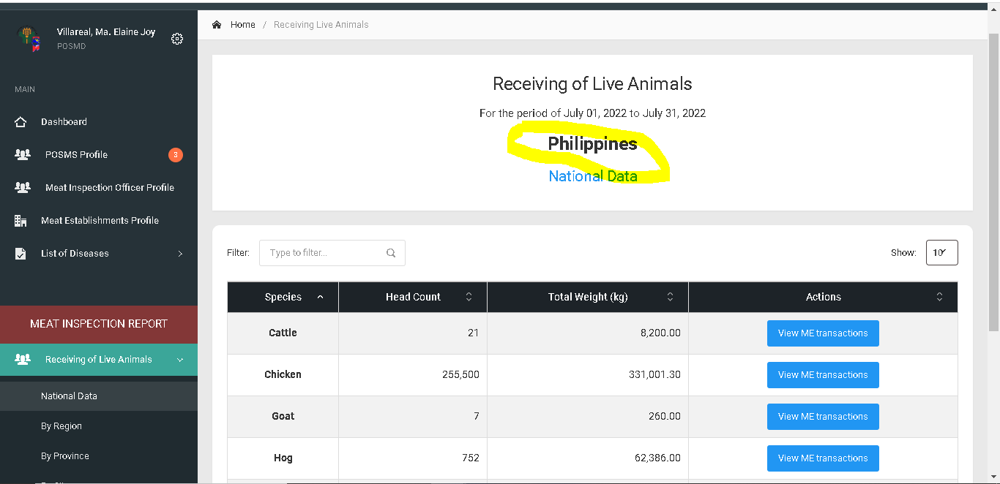 Villareal, Ma. Elaine Joy
POSMD
MAIN
Dashboard
POSMS Profile 3
Meat Inspection Officer Profile
Meat Establishments Profile
List of Diseases
MEAT INSPECTION REPORT
Receiving of Live Animals
National Data
By Region
By Province
Home / Receiving Live Animals
Receiving of Live Animals
For the period of July 01, 2022 to July 31, 2022
Philippines
National Data
Filter: Type to filter... Show: 10
Species Head Count Total Weight (kg) Actions
Cattle 21 8,200.00 View ME transactions
Chicken 255,500 331,001.30 View ME transactions
Goat 7 260.00 View ME transactions
Hog 752 62,386.00 View ME transactions